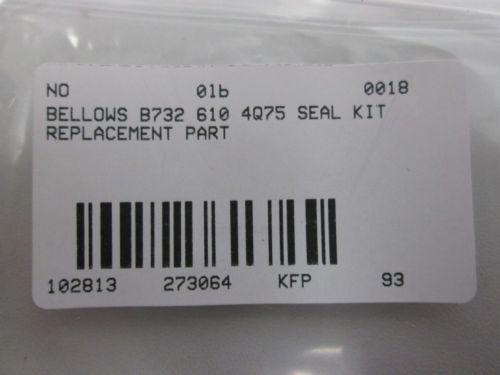 NO 01b 0018
BELLOWS B732 610 4Q75 SEAL KIT
REPLACEMENT PART
102813 273064 KFP 93